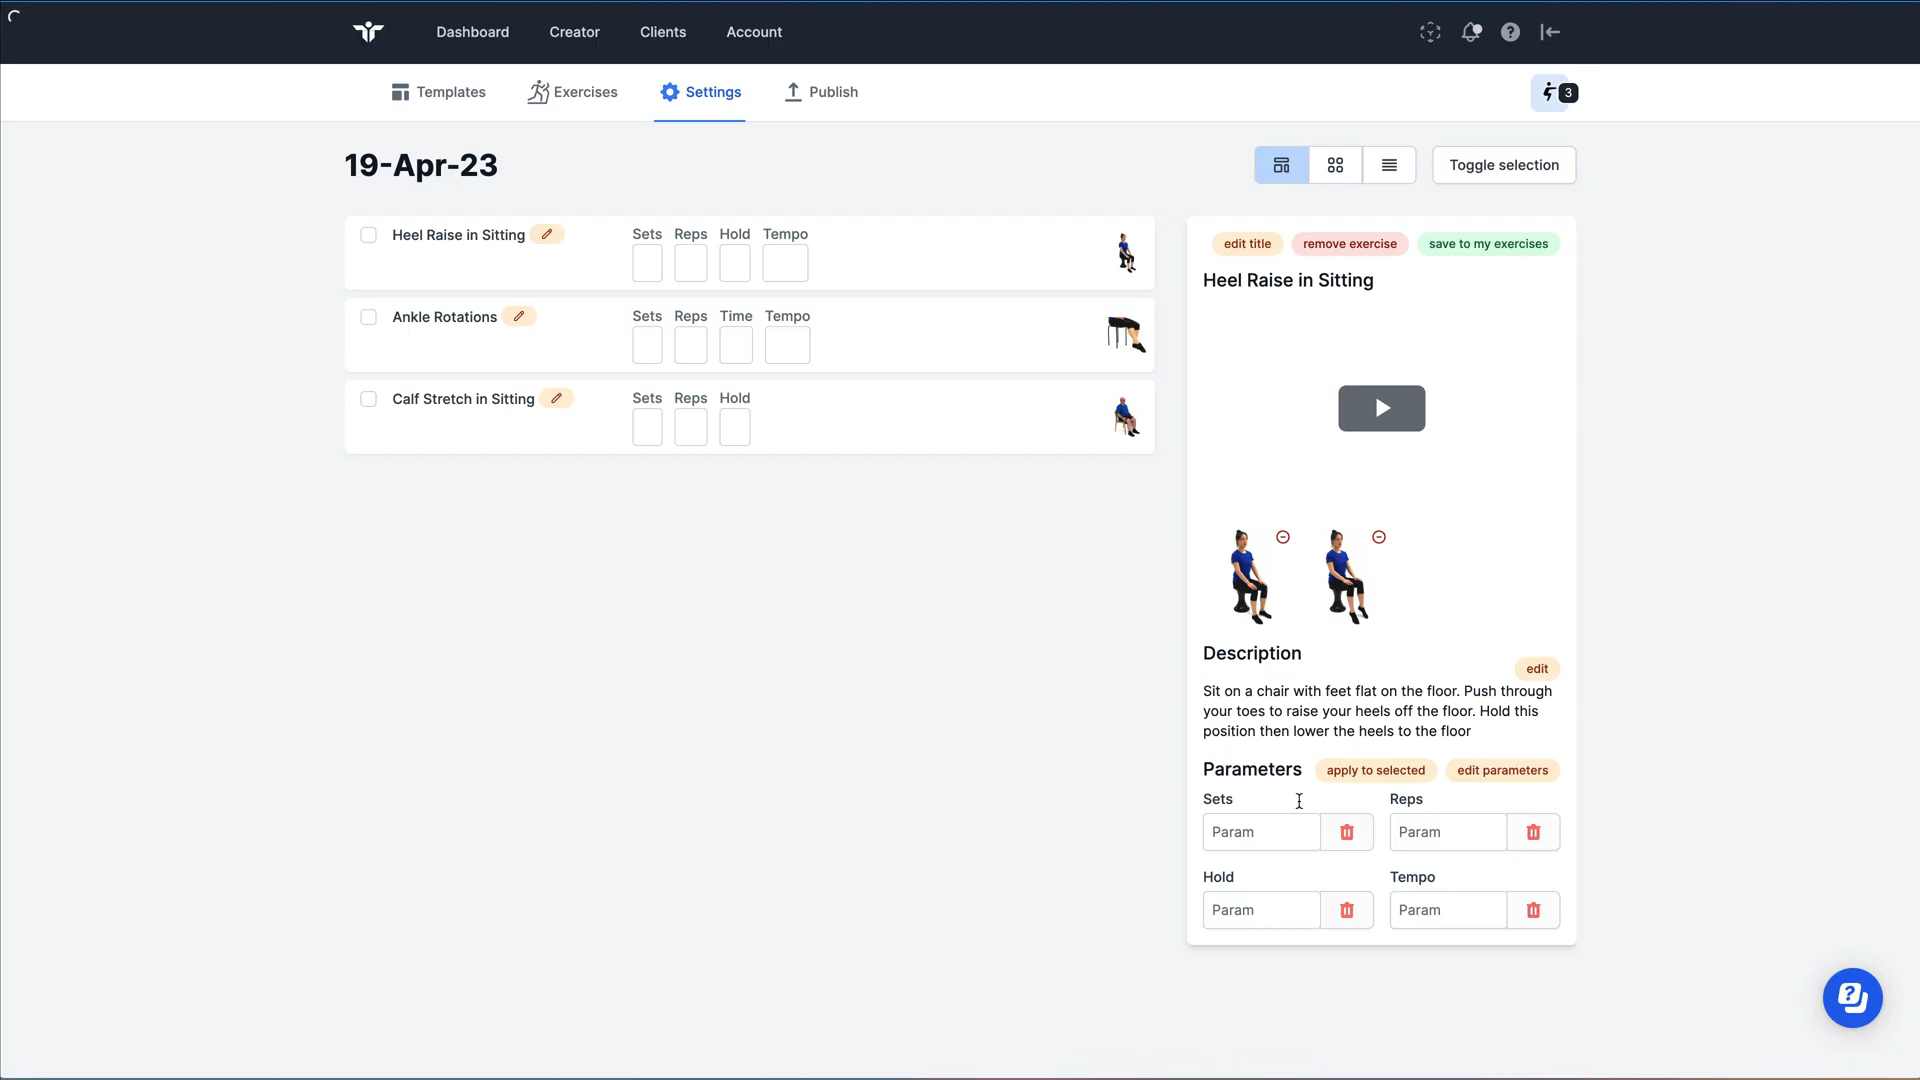 Dashboard Creator Clients Account
Templates Exercises Settings Publish
3
19-Apr-23
Toggle selection
Heel Raise in Sitting
Sets Reps Hold Tempo
Ankle Rotations
Sets Reps Time Tempo
Calf Stretch in Sitting
Sets Reps Hold
edit title remove exercise save to my exercises
Heel Raise in Sitting
Description
edit
Sit on a chair with feet flat on the floor. Push through
your toes to raise your heels off the floor. Hold this
position then lower the heels to the floor
Parameters apply to selected edit parameters
Sets Reps
Param Param
Hold Tempo
Param Param